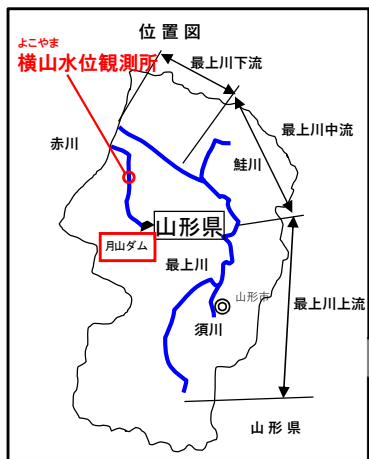 位置図
よこやま
横山水位観測所
最上川下流
赤川
最上川中流
鮭川
山形県
月山ダム
最上川
山形市
最上川上流
須川
山形県